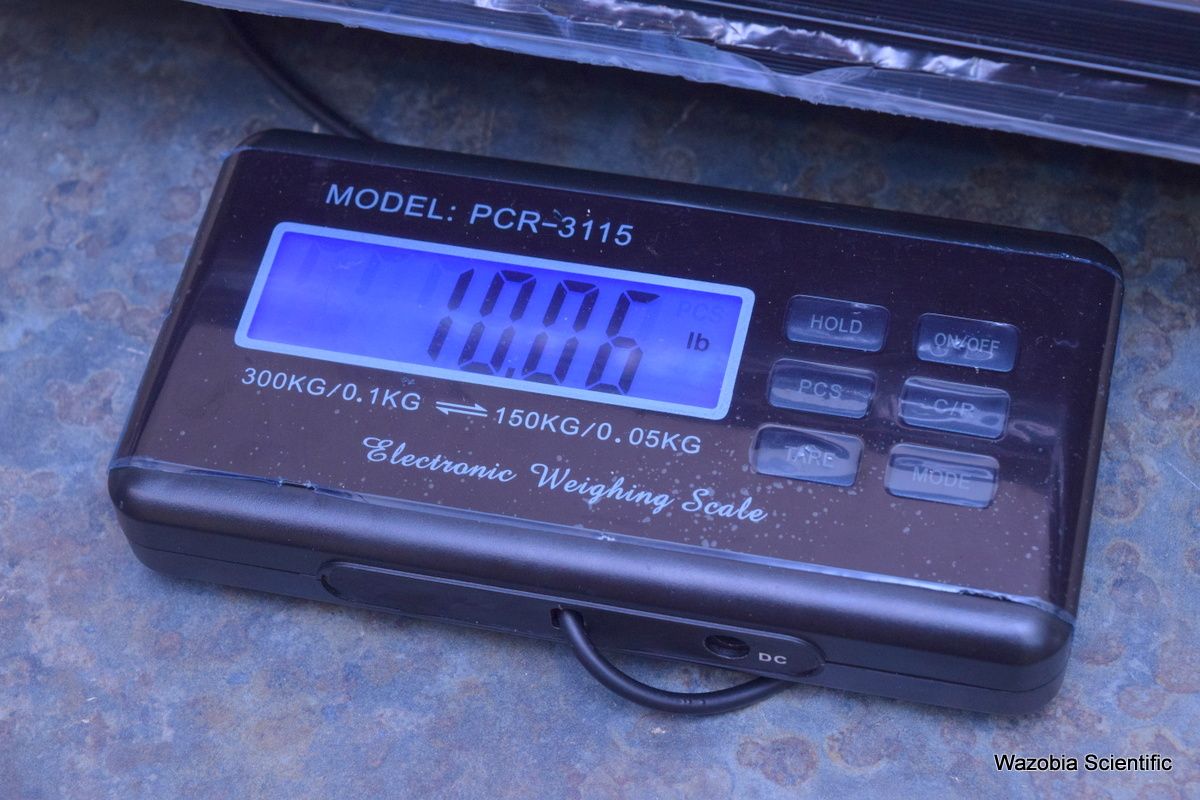 MODEL: PCR-3115
10.06
PCS
lb
300KG/0.1KG ⇌ 150KG/0.05KG
Electronic Weighing Scale
HOLD
ON/OFF
PCS
C/R
TARE
MODE
DC
Wazobia Scientific